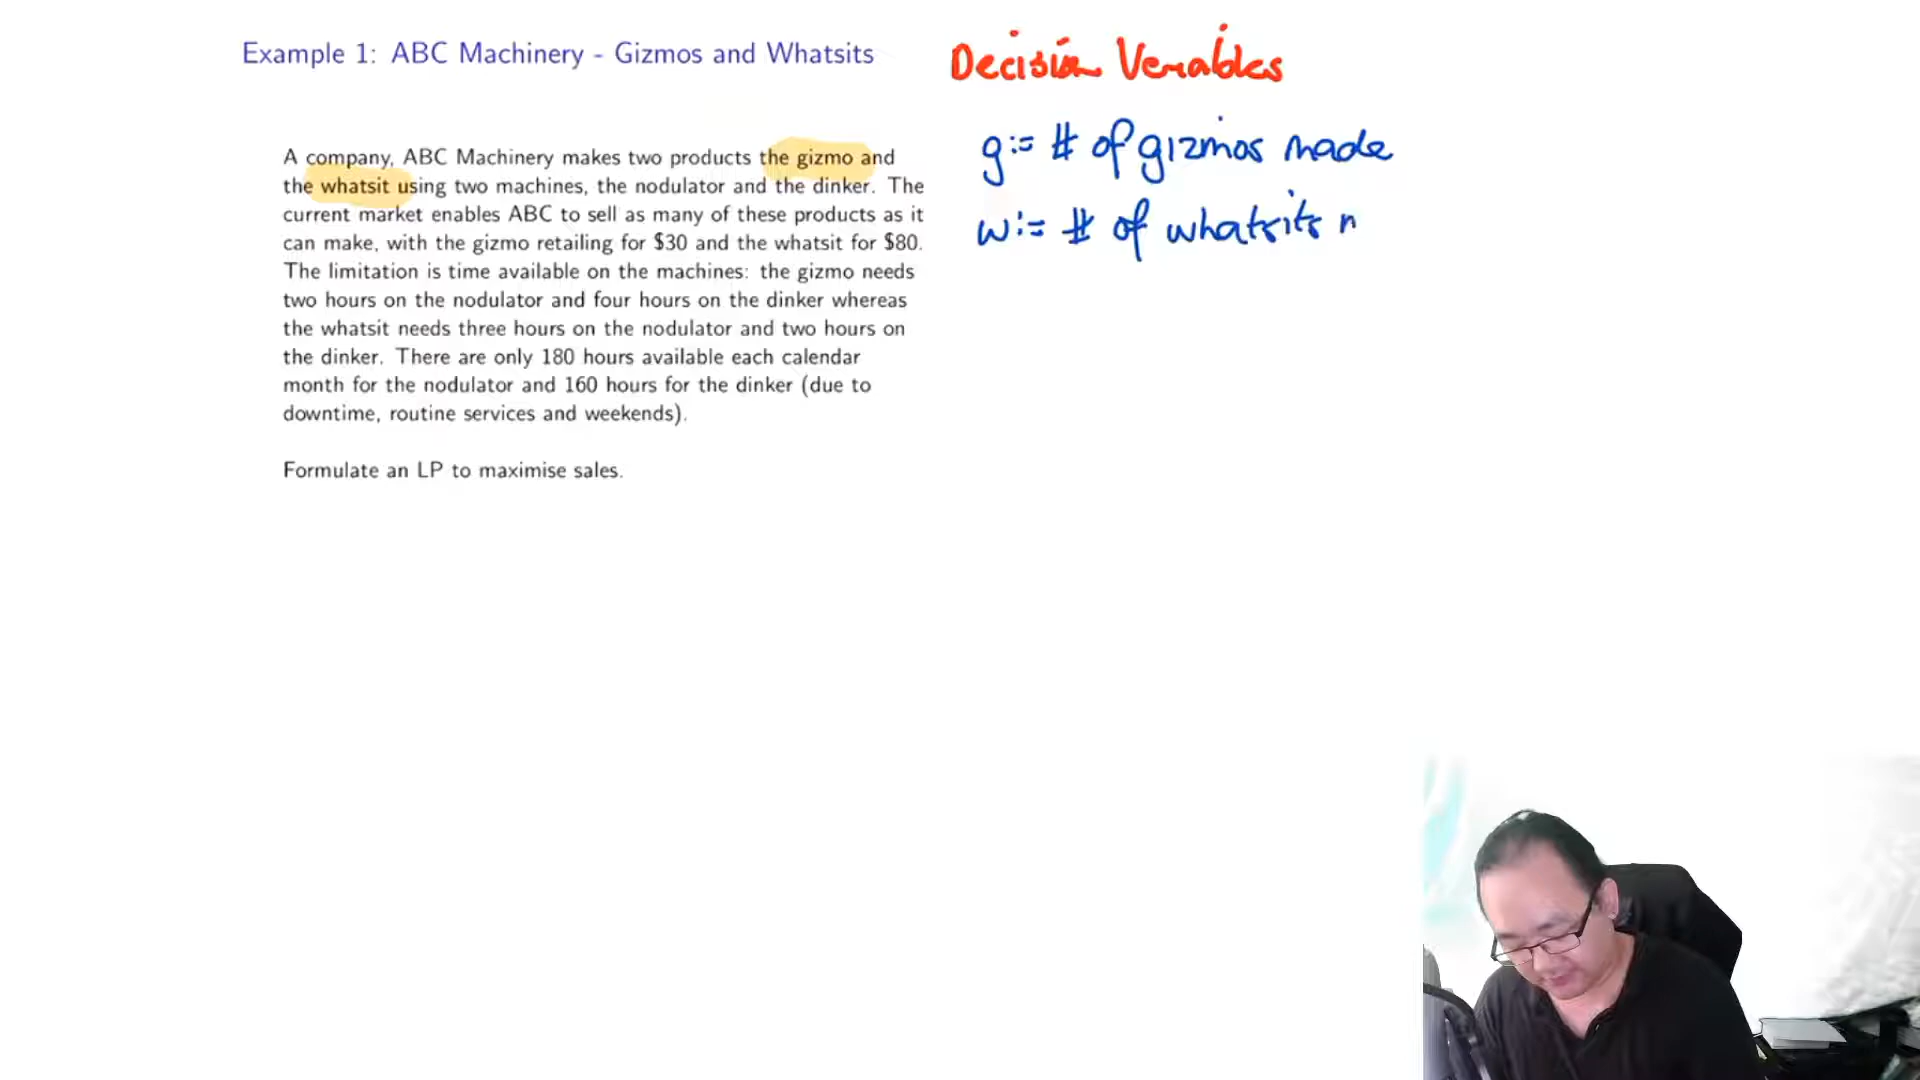 Example 1: ABC Machinery - Gizmos and Whatsits
A company, ABC Machinery makes two products the gizmo and
the whatsit using two machines, the nodulator and the dinker. The
current market enables ABC to sell as many of these products as it
can make, with the gizmo retailing for $30 and the whatsit for $80.
The limitation is time available on the machines: the gizmo needs
two hours on the nodulator and four hours on the dinker whereas
the whatsit needs three hours on the nodulator and two hours on
the dinker. There are only 180 hours available each calendar
month for the nodulator and 160 hours for the dinker (due to
downtime, routine services and weekends).
Formulate an LP to maximise sales.
Decision Variables
g := # of gizmos made
w := # of whatsits n